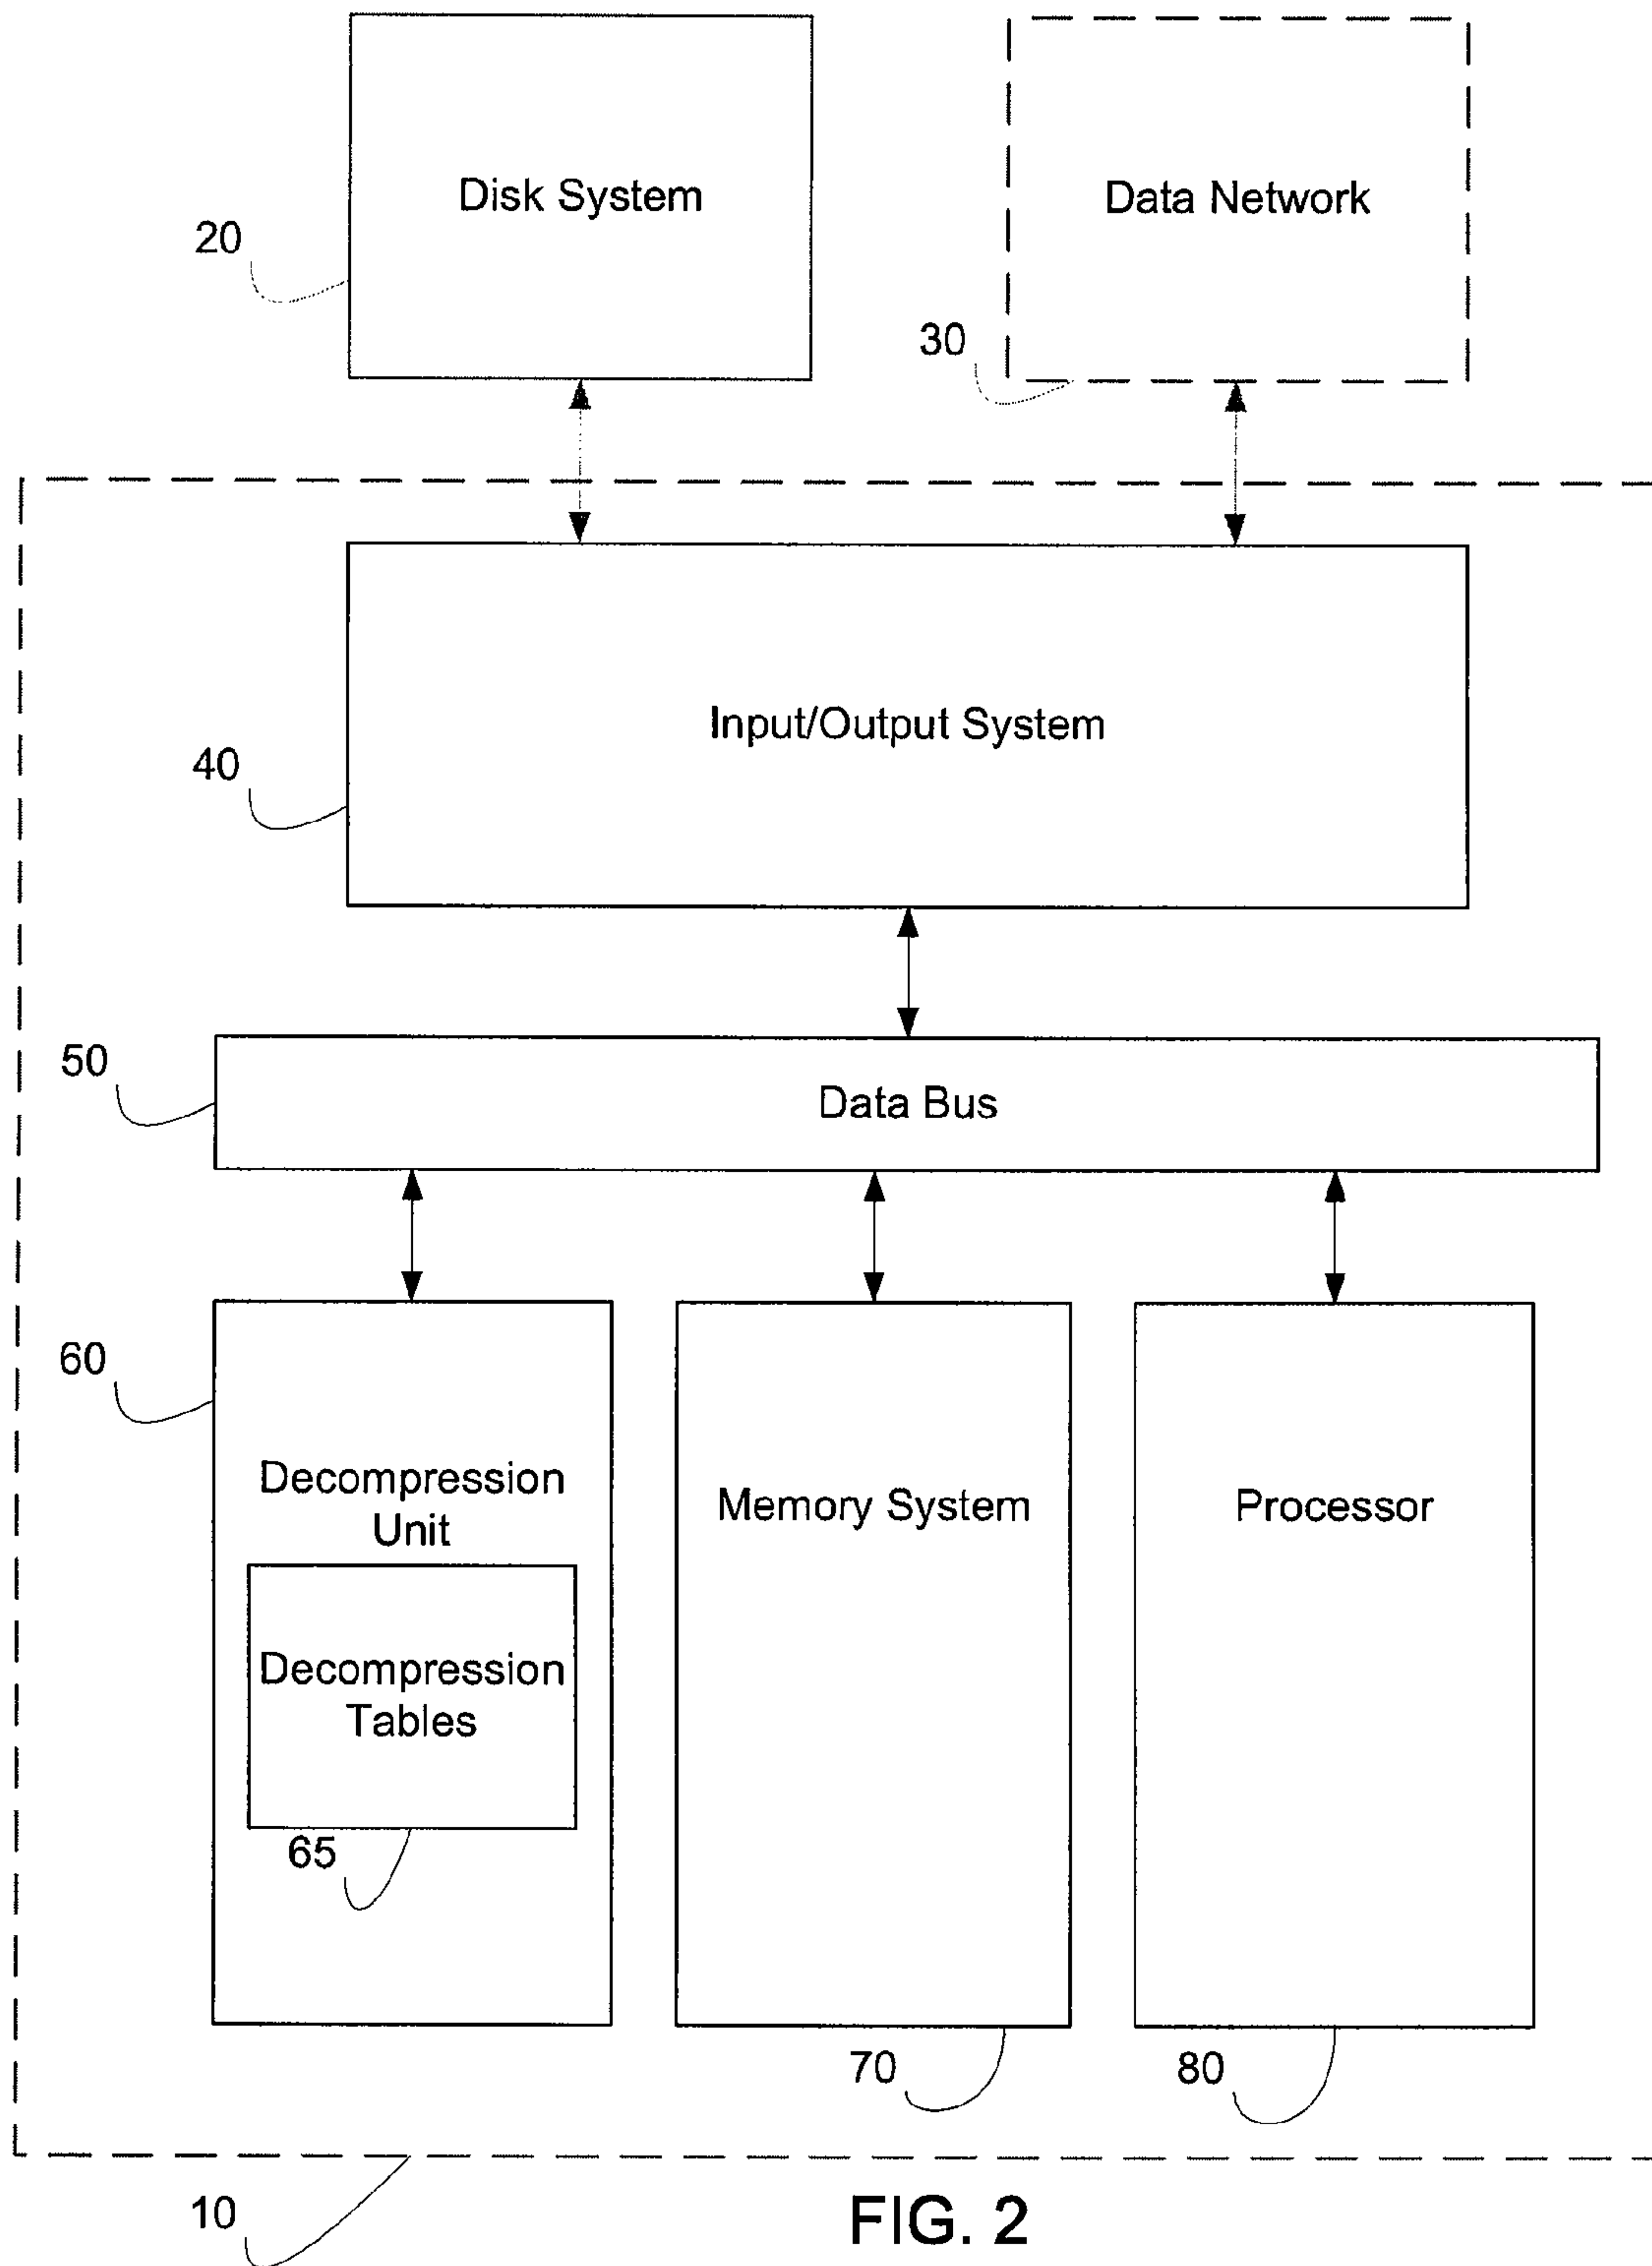 Disk System
Data Network
20
30
Input/Output System
40
50
Data Bus
60
Decompression
Unit
Memory System
Processor
Decompression
Tables
65
70
80
10
FIG. 2